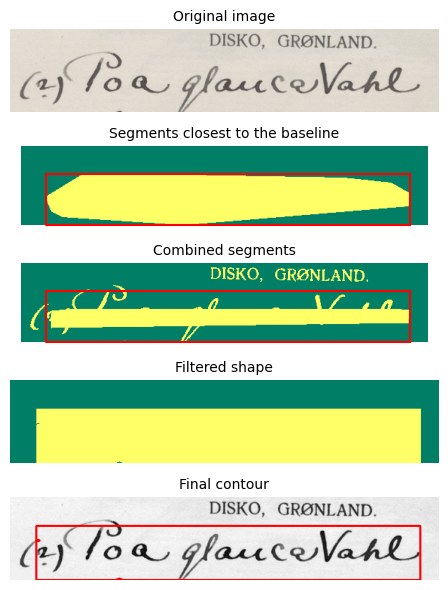 Original image
DISKO, GRØNLAND.
(2) Poa glauca Vahl
Segments closest to the baseline
Combined segments
DISKO, GRØNLAND.
Filtered shape
Final contour
DISKO, GRØNLAND.
(2) Poa glauca Vahl